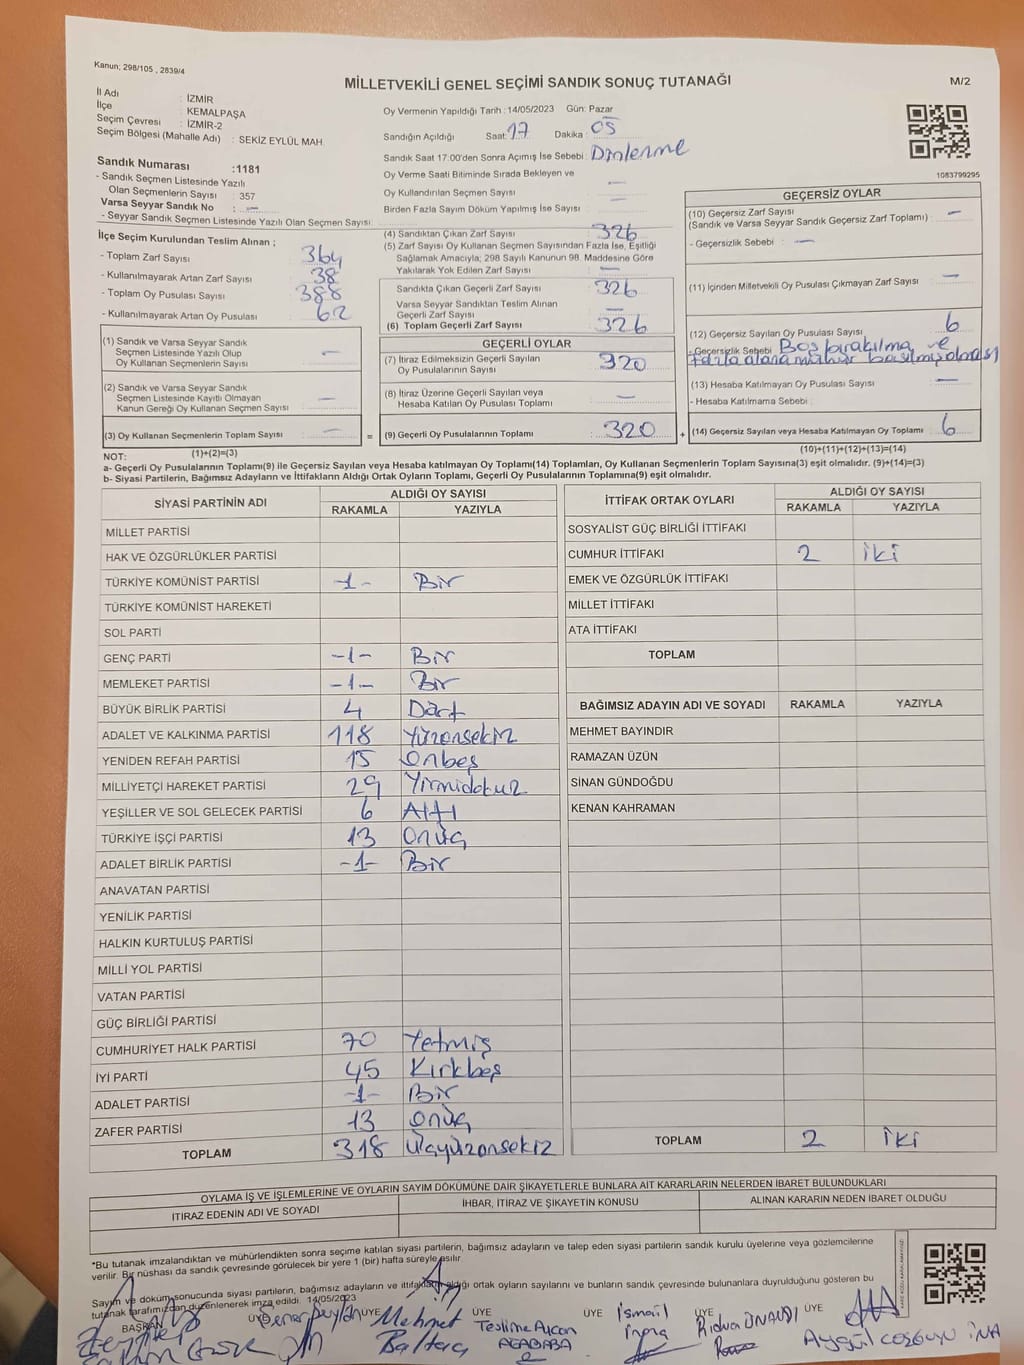 Kanun; 298/105 , 2839/4
MİLLETVEKİLİ GENEL SEÇİMİ SANDIK SONUÇ TUTANAĞI
M/2
İl Adı : İZMİR
İlçe : KEMALPAŞA
Seçim Çevresi : İZMİR-2
Seçim Bölgesi (Mahalle Adı) : SEKİZ EYLÜL MAH.
Sandık Numarası :1181
- Sandık Seçmen Listesinde Yazılı
Olan Seçmenlerin Sayısı : 357
Varsa Seyyar Sandık No : -
- Seyyar Sandık Seçmen Listesinde Yazılı Olan Seçmen Sayısı:
İlçe Seçim Kurulundan Teslim Alınan ;
- Toplam Zarf Sayısı : 364
- Kullanılmayarak Artan Zarf Sayısı : 38
- Toplam Oy Pusulası Sayısı : 388
- Kullanılmayarak Artan Oy Pusulası : 62
Oy Vermenin Yapıldığı Tarih : 14/05/2023 Gün: Pazar
Sandığın Açıldığı Saat: 17 Dakika : 05
Sandık Saat 17:00'den Sonra Açımış İse Sebebi : Dinlenme
Oy Verme Saati Bitiminde Sırada Bekleyen ve
Oy Kullandırılan Seçmen Sayısı : -
Birden Fazla Sayım Döküm Yapılmış İse Sayısı : -
(4) Sandıktan Çıkan Zarf Sayısı : 326
(5) Zarf Sayısı Oy Kullanan Seçmen Sayısından Fazla İse, Eşitliği
Sağlamak Amacıyla; 298 Sayılı Kanunun 98. Maddesine Göre
Yakılarak Yok Edilen Zarf Sayısı : -
Sandıkta Çıkan Geçerli Zarf Sayısı : 326
Varsa Seyyar Sandıktan Teslim Alınan
Geçerli Zarf Sayısı : -
(6) Toplam Geçerli Zarf Sayısı : 326
1083799295
GEÇERSİZ OYLAR
(10) Geçersiz Zarf Sayısı : -
(Sandık ve Varsa Seyyar Sandık Geçersiz Zarf Toplamı)
- Geçersizlik Sebebi : -
(11) İçinden Milletvekili Oy Pusulası Çıkmayan Zarf Sayısı : -
(12) Geçersiz Sayılan Oy Pusulası Sayısı : 6
- Geçersizlik Sebebi : Boş bırakılma ve
fazla alana mühür basılmış olması
(13) Hesaba Katılmayan Oy Pusulası Sayısı : -
- Hesaba Katılmama Sebebi :
(1) Sandık ve Varsa Seyyar Sandık
Seçmen Listesinde Yazılı Olup
Oy Kullanan Seçmenlerin Sayısı : -
(2) Sandık ve Varsa Seyyar Sandık
Seçmen Listesinde Kayıtlı Olmayan
Kanun Gereği Oy Kullanan Seçmen Sayısı : -
GEÇERLİ OYLAR
(7) İtiraz Edilmeksizin Geçerli Sayılan
Oy Pusulalarının Sayısı : 320
(8) İtiraz Üzerine Geçerli Sayılan veya
Hesaba Katılan Oy Pusulası Toplamı : -
(3) Oy Kullanan Seçmenlerin Toplam Sayısı : - = (9) Geçerli Oy Pusulalarının Toplamı : 320 + (14) Geçersiz Sayılan veya Hesaba Katılmayan Oy Toplamı : 6
NOT: (1)+(2)=(3) (10)+(11)+(12)+(13)=(14)
a- Geçerli Oy Pusulalarının Toplamı(9) ile Geçersiz Sayılan veya Hesaba katılmayan Oy Toplamı(14) Toplamları, Oy Kullanan Seçmenlerin Toplam Sayısına(3) eşit olmalıdır. (9)+(14)=(3)
b- Siyasi Partilerin, Bağımsız Adayların ve İttifakların Aldığı Ortak Oyların Toplamı, Geçerli Oy Pusulalarının Toplamına(9) eşit olmalıdır.
SİYASİ PARTİNİN ADI ALDIĞI OY SAYISI
RAKAMLA YAZIYLA
MİLLET PARTİSİ
HAK VE ÖZGÜRLÜKLER PARTİSİ
TÜRKİYE KOMÜNİST PARTİSİ -1- Bir
TÜRKİYE KOMÜNİST HAREKETİ
SOL PARTİ
GENÇ PARTİ -1- Bir
MEMLEKET PARTİSİ -1- Bir
BÜYÜK BİRLİK PARTİSİ 4 Dört
ADALET VE KALKINMA PARTİSİ 118 Yüzonsekiz
YENİDEN REFAH PARTİSİ 15 Onbeş
MİLLİYETÇİ HAREKET PARTİSİ 29 Yirmidokuz
YEŞİLLER VE SOL GELECEK PARTİSİ 6 Altı
TÜRKİYE İŞÇİ PARTİSİ 13 Onüç
ADALET BİRLİK PARTİSİ -1- Bir
ANAVATAN PARTİSİ
YENİLİK PARTİSİ
HALKIN KURTULUŞ PARTİSİ
MİLLİ YOL PARTİSİ
VATAN PARTİSİ
GÜÇ BİRLİĞİ PARTİSİ
CUMHURİYET HALK PARTİSİ 70 Yetmiş
İYİ PARTİ 45 Kırkbeş
ADALET PARTİSİ -1- Bir
ZAFER PARTİSİ 13 Onüç
TOPLAM 318 Üçyüzonsekiz
İTTİFAK ORTAK OYLARI ALDIĞI OY SAYISI
RAKAMLA YAZIYLA
SOSYALİST GÜÇ BİRLİĞİ İTTİFAKI
CUMHUR İTTİFAKI 2 iki
EMEK VE ÖZGÜRLÜK İTTİFAKI
MİLLET İTTİFAKI
ATA İTTİFAKI
TOPLAM
BAĞIMSIZ ADAYIN ADI VE SOYADI RAKAMLA YAZIYLA
MEHMET BAYINDIR
RAMAZAN ÜZÜN
SİNAN GÜNDOĞDU
KENAN KAHRAMAN
TOPLAM 2 iki
OYLAMA İŞ VE İŞLEMLERİNE VE OYLARIN SAYIM DÖKÜMÜNE DAİR ŞİKAYETLERLE BUNLARA AİT KARARLARIN NELERDEN İBARET BULUNDUKLARI
İTİRAZ EDENİN ADI VE SOYADI İHBAR, İTİRAZ VE ŞİKAYETİN KONUSU ALINAN KARARIN NEDEN İBARET OLDUĞU
*Bu tutanak imzalandıktan ve mühürlendikten sonra seçime katılan siyasi partilerin, bağımsız adayların ve talep eden siyasi partilerin sandık kurulu üyelerine veya gözlemcilerine
verilir. Bir nüshası da sandık çevresinde görülecek bir yere 1 (bir) hafta süreyle asılır.
Sayım ve döküm sonucunda siyasi partilerin, bağımsız adayların ve ittifakların aldığı ortak oyların sayılarını ve bunların sandık çevresinde bulunanlara duyrulduğunu gösteren bu
tutanak tarafımızdan düzenlenerek imza edildi. 14/05/2023
BAŞKAN ÜYE ÜYE ÜYE ÜYE ÜYE ÜYE
Mehmet Teslime Aycan İsmail Rıdvan ÜNALDI
Baltacı AĞABABA Aygül